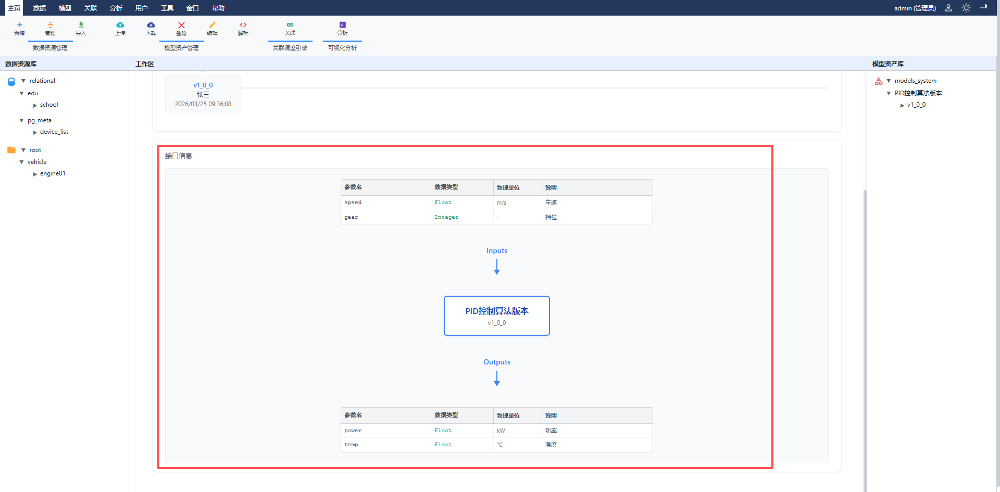 主页 数据 模型 关联 分析 用户 工具 窗口 帮助 admin (管理员)
新增 管理 导入 上传 下载 删除 编辑 解析 关联 分析
数据资源管理 模型资产管理 关联调度引擎 可视化分析
数据资源库
relational
edu
school
pg_meta
device_list
root
vehicle
engine01
工作区
v1_0_0
张三
2026/03/25 09:36:08
接口信息
参数名 数据类型 物理单位 说明
speed Float m/s 车速
gear Integer - 档位
Inputs
PID控制算法版本
v1_0_0
Outputs
参数名 数据类型 物理单位 说明
power Float kW 功率
temp Float °C 温度
模型资产库
models_system
PID控制算法版本
v1_0_0